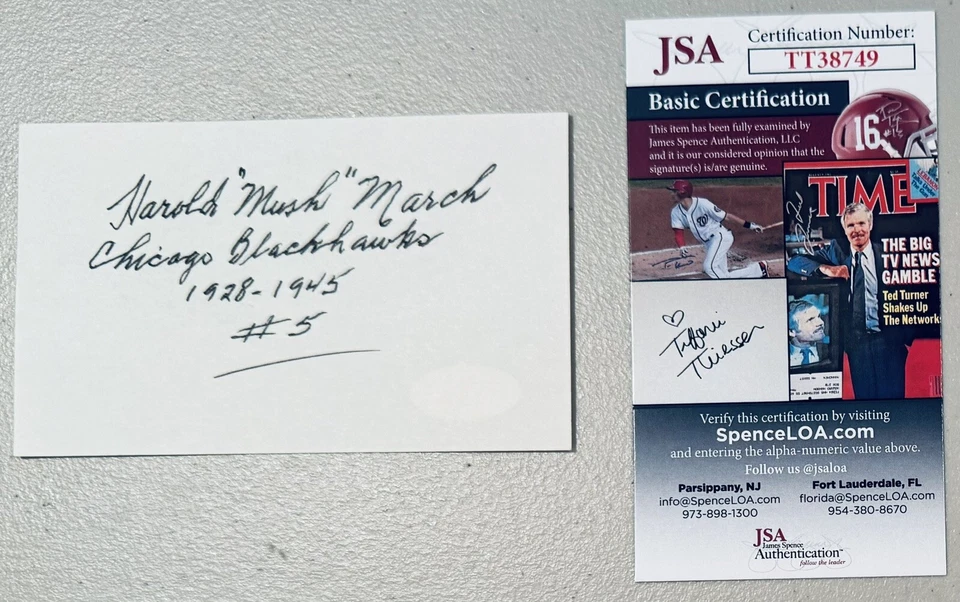 Harold "Mush" March
Chicago Blackhawks
1928-1945
#5
JSA
Certification Number:
TT38749
Basic Certification
This item has been fully examined by
James Spence Authentication, LLC
and it is our considered opinion that the
signature(s) is/are genuine.
16
TIME
THE BIG
TV NEWS
GAMBLE
Ted Turner
Shakes Up
The Networks
Tiffani
Thiessen
Verify this certification by visiting
SpenceLOA.com
and entering the alpha-numeric value above.
Follow us @jsaloa
Parsippany, NJ
info@SpenceLOA.com
973-898-1300
Fort Lauderdale, FL
florida@SpenceLOA.com
954-380-8670
JSA
James Spence
Authentication
follow the leader